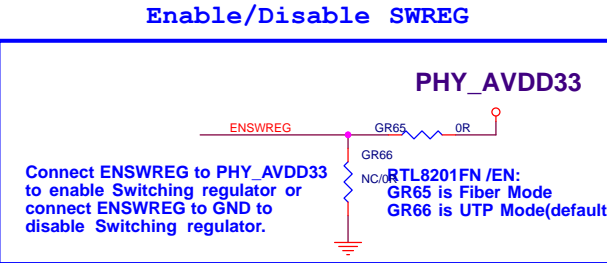 Enable/Disable SWREG
PHY_AVDD33
ENSWREG
GR65
0R
GR66
NC/0R
Connect ENSWREG to PHY_AVDD33
to enable Switching regulator or
connect ENSWREG to GND to
disable Switching regulator.
RTL8201FN /EN:
GR65 is Fiber Mode
GR66 is UTP Mode(default